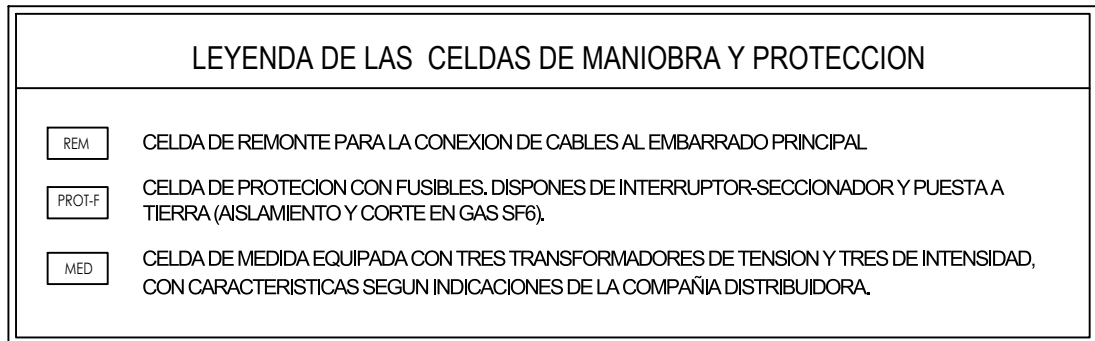 LEYENDA DE LAS CELDAS DE MANIOBRA Y PROTECCION
REM CELDA DE REMONTE PARA LA CONEXION DE CABLES AL EMBARRADO PRINCIPAL
CELDA DE PROTECION CON FUSIBLES. DISPONES DE INTERRUPTOR-SECCIONADOR Y PUESTA A
PROT-F
TIERRA (AISLAMIENTO Y CORTE EN GAS SF6).
CELDA DE MEDIDA EQUIPADA CON TRES TRANSFORMADORES DE TENSION Y TRES DE INTENSIDAD,
MED
CON CARACTERISTICAS SEGUN INDICACIONES DE LA COMPAÑIA DISTRIBUIDORA.